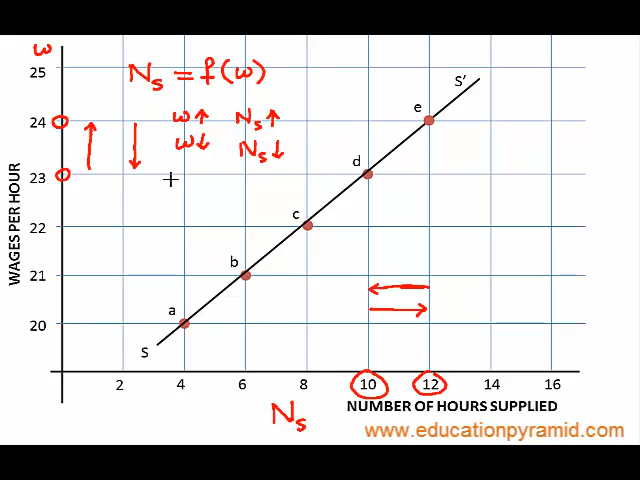 w
25
24
23
22
21
20
WAGES PER HOUR
Ns = f(w)
w↑ Ns↑
w↓ Ns↓
S'
e
d
c
b
a
S
2 4 6 8 10 12 14 16
Ns
NUMBER OF HOURS SUPPLIED
www.educationpyramid.com